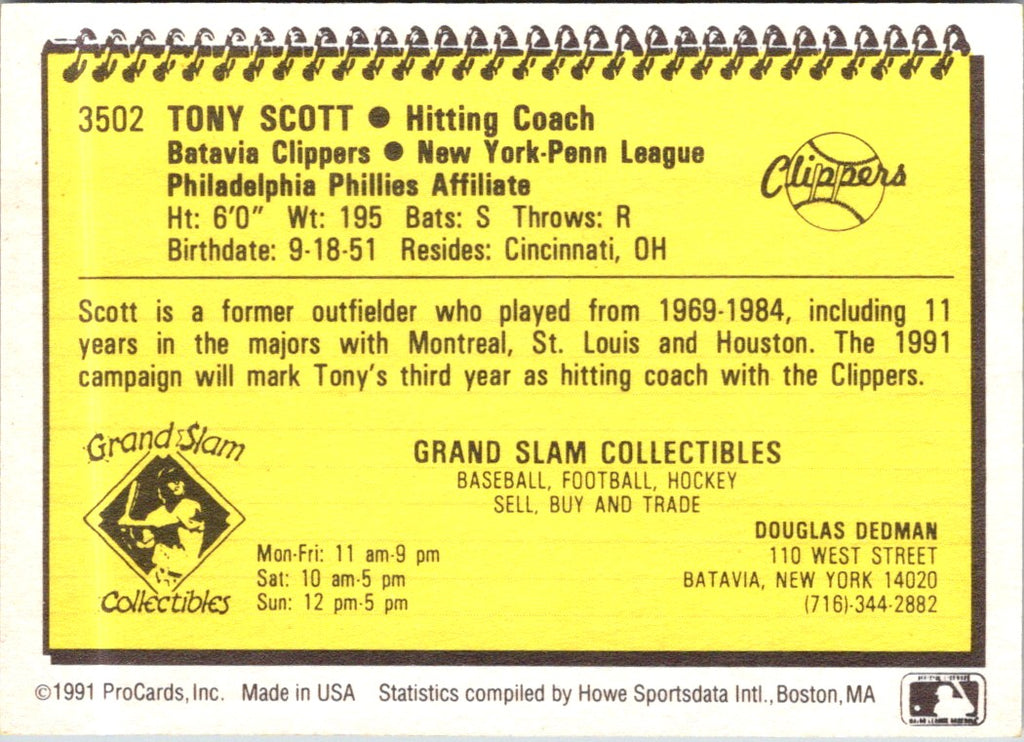 3502 TONY SCOTT ● Hitting Coach
Batavia Clippers ● New York-Penn League
Philadelphia Phillies Affiliate
Ht: 6'0" Wt: 195 Bats: S Throws: R
Birthdate: 9-18-51 Resides: Cincinnati, OH
Clippers
Scott is a former outfielder who played from 1969-1984, including 11
years in the majors with Montreal, St. Louis and Houston. The 1991
campaign will mark Tony's third year as hitting coach with the Clippers.
Grand Slam
Collectibles
GRAND SLAM COLLECTIBLES
BASEBALL, FOOTBALL, HOCKEY
SELL, BUY AND TRADE
Mon-Fri: 11 am-9 pm
Sat: 10 am-5 pm
Sun: 12 pm-5 pm
DOUGLAS DEDMAN
110 WEST STREET
BATAVIA, NEW YORK 14020
(716)-344-2882
©1991 ProCards, Inc. Made in USA Statistics compiled by Howe Sportsdata Intl., Boston, MA